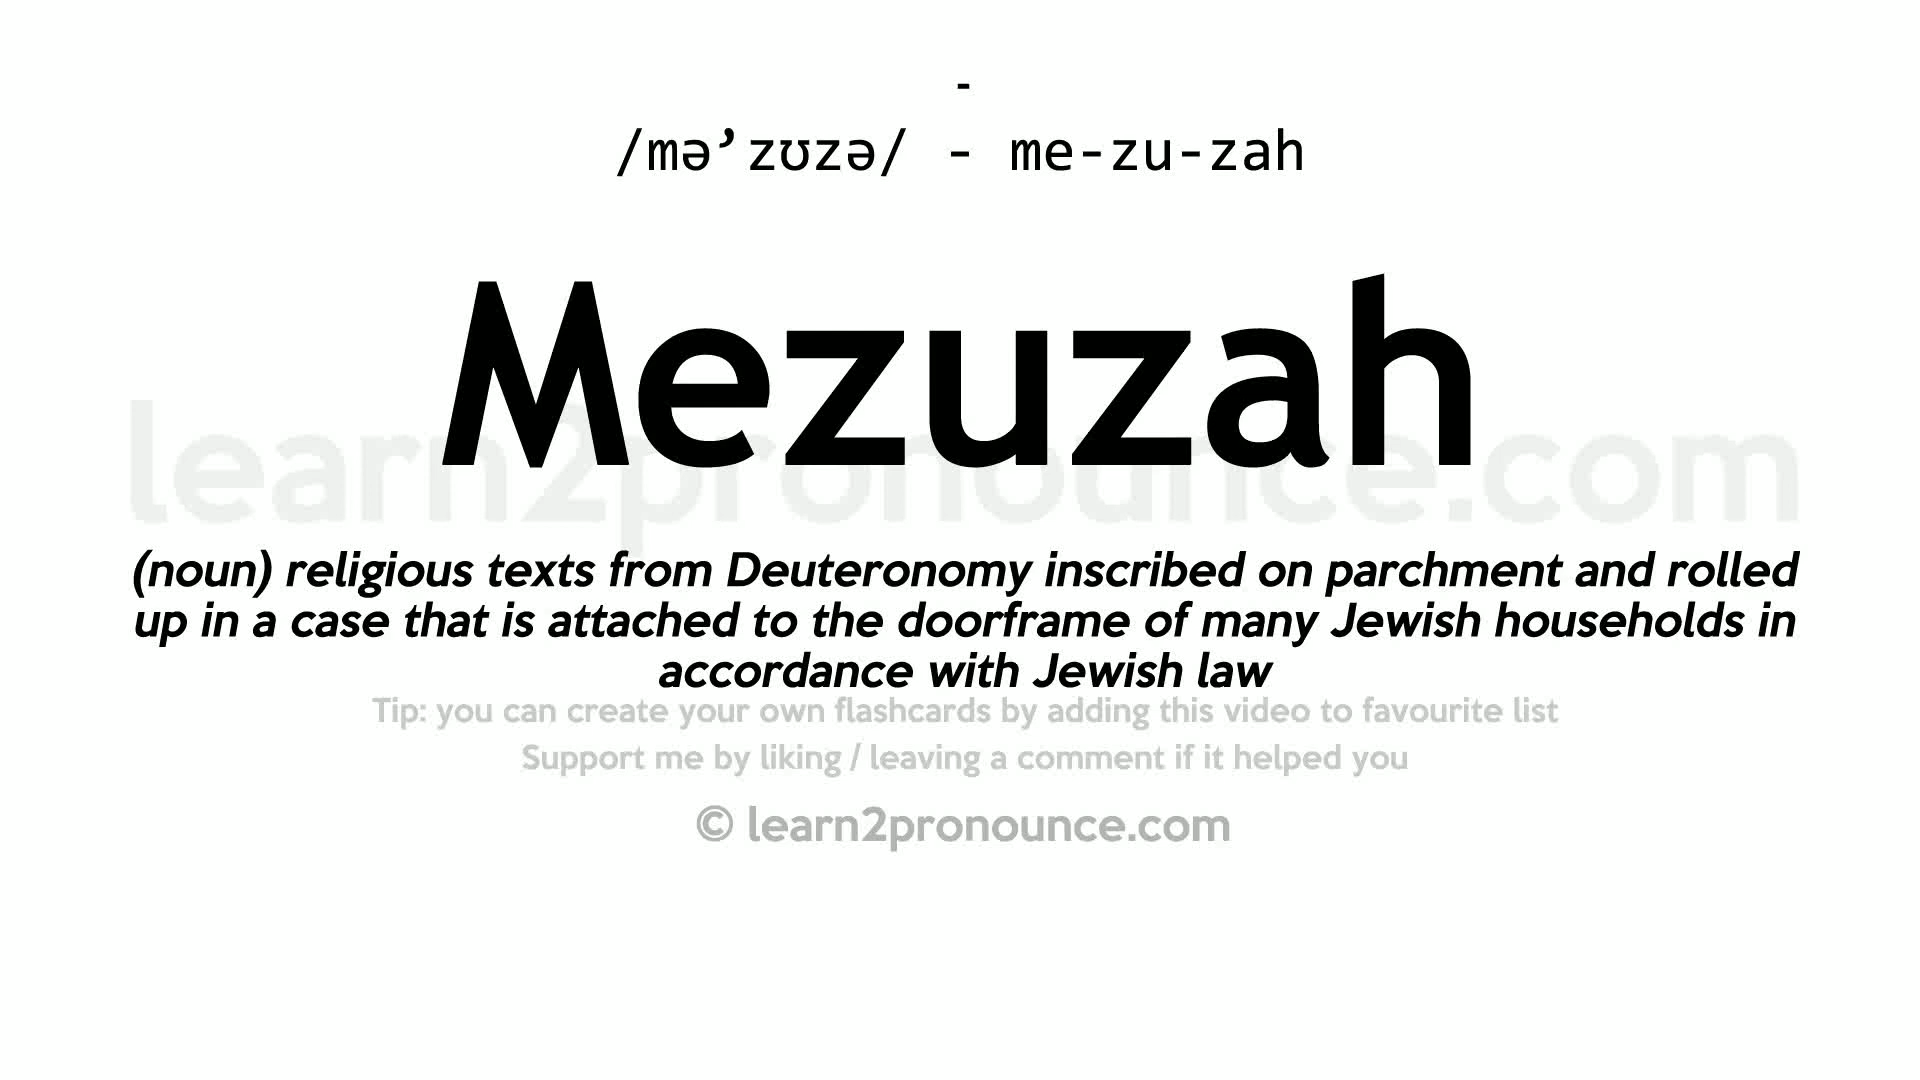 -
/məʼzʊzə/ - me-zu-zah
Mezuzah
learn2pronounce.com
(noun) religious texts from Deuteronomy inscribed on parchment and rolled
up in a case that is attached to the doorframe of many Jewish households in
accordance with Jewish law
Tip: you can create your own flashcards by adding this video to favourite list
Support me by liking / leaving a comment if it helped you
© learn2pronounce.com